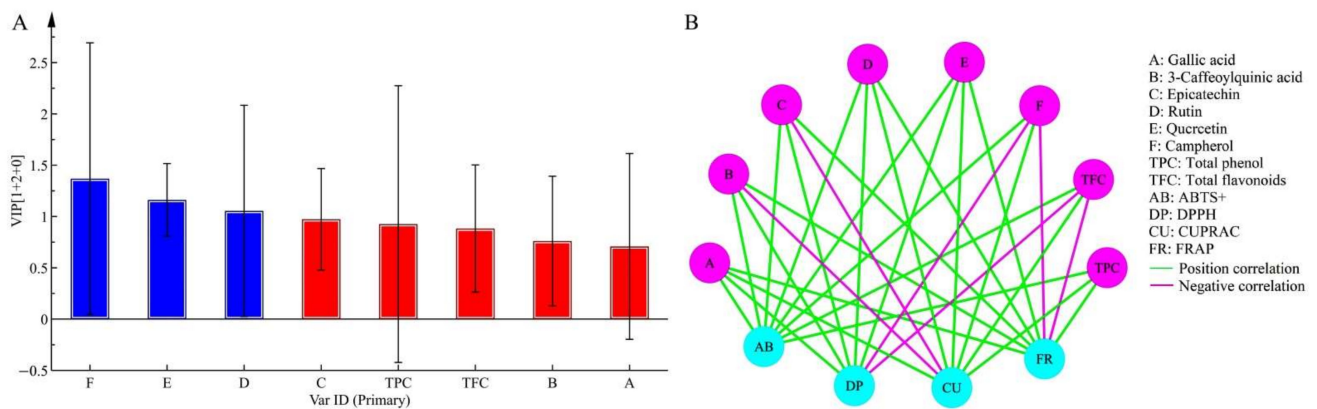 A
VIP[1+2+0]
2.5
2
1.5
1
0.5
0
−0.5
F E D C TPC TFC B A
Var ID (Primary)
B
D
E
C
F
B
TFC
A
TPC
AB
FR
DP
CU
A: Gallic acid
B: 3-Caffeoylquinic acid
C: Epicatechin
D: Rutin
E: Qucrcetin
F: Campherol
TPC: Total phenol
TFC: Total flavonoids
AB: ABTS+
DP: DPPH
CU: CUPRAC
FR: FRAP
Position correlation
Negative correlation